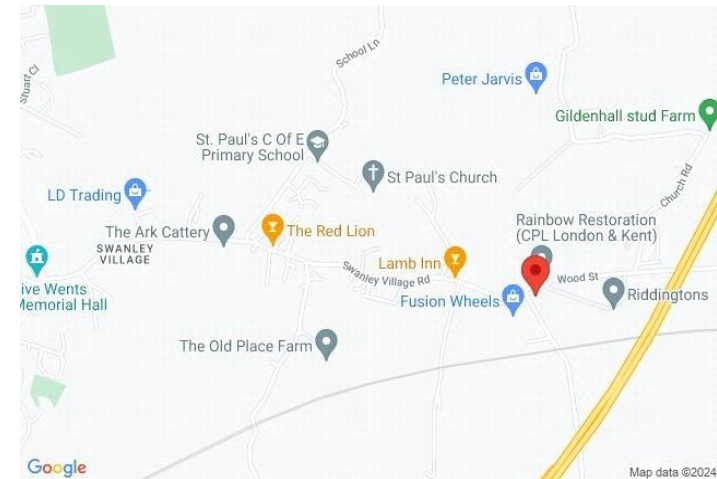 School Ln
Stuart Cl
Peter Jarvis
Gildenhall stud Farm
St. Paul's C Of E
Primary School
St Paul's Church
Church Rd
LD Trading
The Ark Cattery
The Red Lion
Rainbow Restoration
(CPL London & Kent)
SWANLEY
VILLAGE
Lamb Inn
Swanley Village Rd
Wood St
ive Wents
Memorial Hall
Fusion Wheels
Riddingtons
The Old Place Farm
Google
Map data ©2024